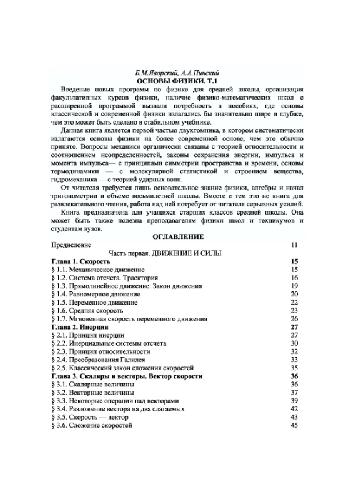 Б.М.Яворский, А.А.Пинский
ОСНОВЫ ФИЗИКИ. Т.1
Введение новых программ по физике для средней школы, организация
факультативных курсов физики, наличие физико-математических школ с
расширенной программой вызвали потребность в пособиях, где основы
классической и современной физики излагались бы значительно шире и глубже,
чем это может быть сделано в стабильном учебнике.
Данная книга является первой частью двухтомника, в котором систематически
излагаются основы физики на более современной основе, чем это обычно
принято. Вопросы механики органически связаны с теорией относительности и
соотношением неопределенностей, законы сохранения энергии, импульса и
момента импульса — с принципами симметрии пространства и времени, основы
термодинамики — с молекулярной статистикой и строением вещества,
гидромеханика — с теорией ударных волн.
От читателя требуется лишь основательное знание физики, алгебры и начал
тригонометрии в объеме восьмилетней школы. Вместе с тем это не книга для
развлекательного чтения, работа над ней потребует от читателя серьезных усилий.
Книга предназначена для учащихся старших классов средней школы. Она
может быть также полезна преподавателям физики школ и техникумов и
студентам вузов.
ОГЛАВЛЕНИЕ
Предисловие 11
Часть первая. ДВИЖЕНИЕ И СИЛЫ
Глава 1. Скорость 15
§ 1.1. Механическое движение 15
§ 1.2. Система отсчета. Траектория 16
§ 1.3. Прямолинейное движение. Закон движения 19
§ 1.4. Равномерное движение 20
§ 1.5. Переменное движение 22
§ 1.6. Средняя скорость 23
§ 1.7. Мгновенная скорость переменного движения 26
Глава 2. Инерция 27
§ 2.1. Принцип инерции 27
§ 2.2. Инерциальные системы отсчета 30
§ 2.3. Принцип относительности 32
§ 2.4. Преобразования Галилея 33
§ 2.5. Классический закон сложения скоростей 35
Глава 3. Скаляры и векторы. Вектор скорости 36
§ 3.1. Скалярные величины 36
§ 3.2. Векторные величины 37
§ 3.3. Некоторые операции над векторами 39
§ 3.4. Разложение вектора на два слагаемых 42
§ 3.5. Скорость — вектор 43
§ 3.6. Сложение скоростей 45